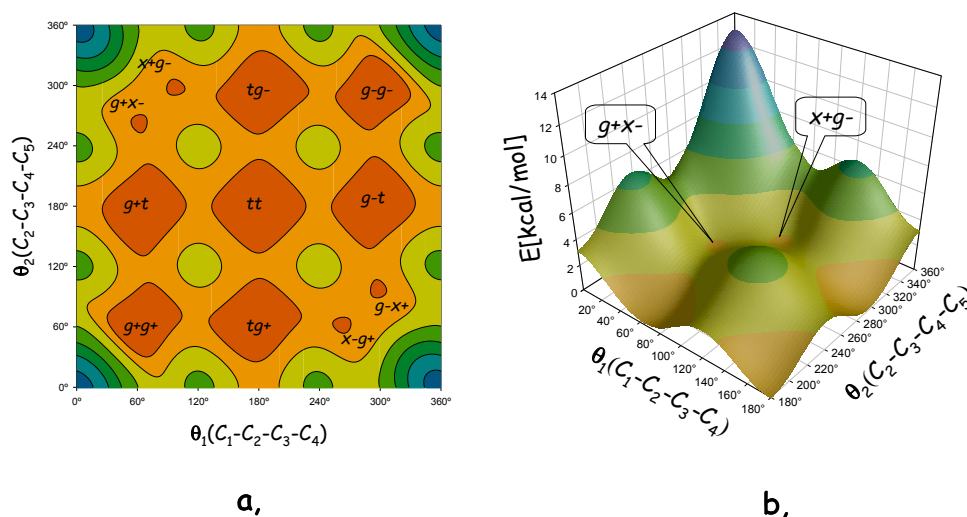 360°
300°
240°
180°
120°
60°
0°
0° 60° 120° 180° 240° 300° 360°
θ2(C2-C3-C4-C5)
θ1(C1-C2-C3-C4)
x+g-
g+x-
tg-
g-g-
g+t
tt
g-t
g+g+
tg+
g-x+
x-g+
a,
14
12
10
8
6
4
2
0
E[kcal/mol]
g+x-
x+g-
20°
40°
60°
80°
100°
120°
140°
160°
180°
θ1(C1-C2-C3-C4)
180°
200°
220°
240°
260°
280°
300°
320°
340°
360°
θ2(C2-C3-C4-C5)
b,